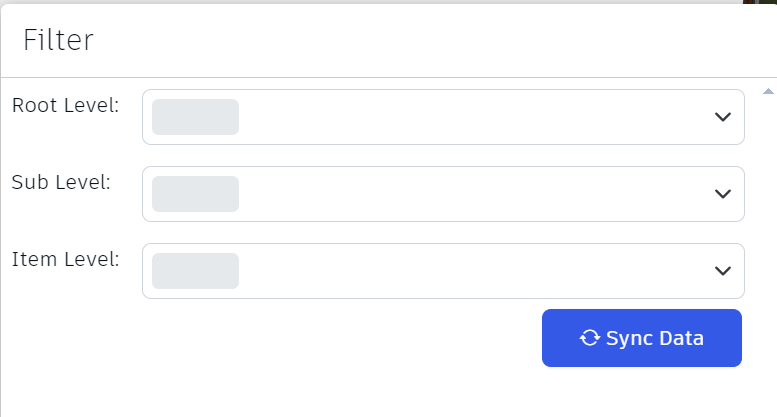 Filter
Root Level:
Sub Level:
Item Level:
Sync Data